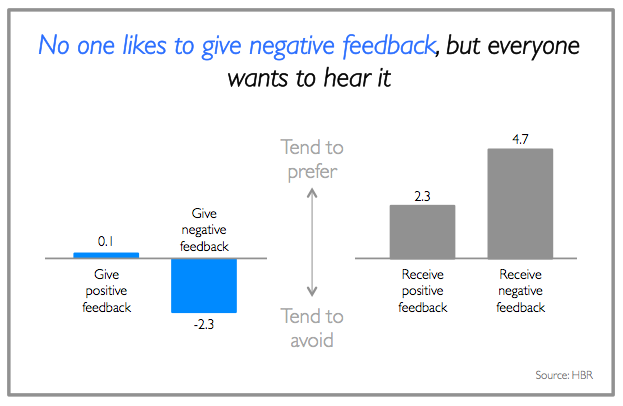 No one likes to give negative feedback, but everyone
wants to hear it
0.1
Give
positive
feedback
Give
negative
feedback
-2.3
Tend to
prefer
Tend to
avoid
2.3
Receive
positive
feedback
4.7
Receive
negative
feedback
Source: HBR